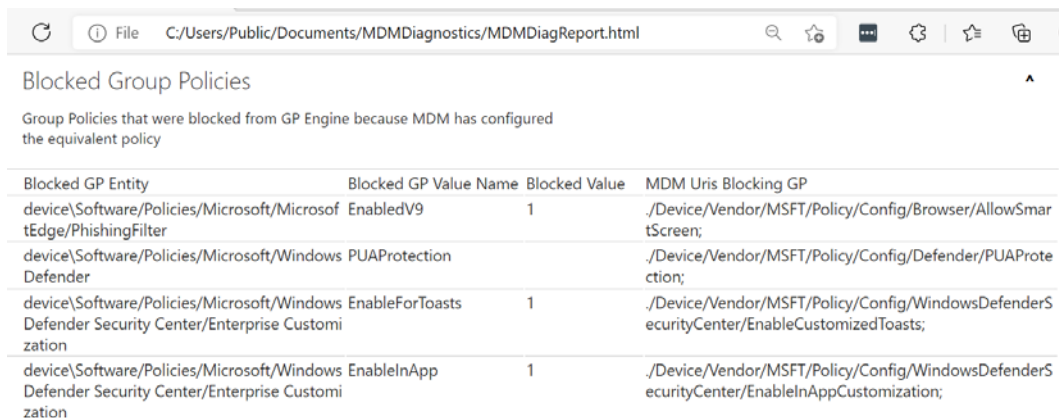 File C:/Users/Public/Documents/MDMDiagnostics/MDMDiagReport.html
Blocked Group Policies
Group Policies that were blocked from GP Engine because MDM has configured
the equivalent policy
Blocked GP Entity Blocked GP Value Name Blocked Value MDM Uris Blocking GP
device\Software/Policies/Microsoft/Microsof EnabledV9 1 ./Device/Vendor/MSFT/Policy/Config/Browser/AllowSmar
tEdge/PhishingFilter tScreen;
device\Software/Policies/Microsoft/Windows PUAProtection ./Device/Vendor/MSFT/Policy/Config/Defender/PUAProte
Defender ction;
device\Software/Policies/Microsoft/Windows EnableForToasts 1 ./Device/Vendor/MSFT/Policy/Config/WindowsDefenderS
Defender Security Center/Enterprise Customi ecurityCenter/EnableCustomizedToasts;
zation
device\Software/Policies/Microsoft/Windows EnableInApp 1 ./Device/Vendor/MSFT/Policy/Config/WindowsDefenderS
Defender Security Center/Enterprise Customi ecurityCenter/EnableInAppCustomization;
zation